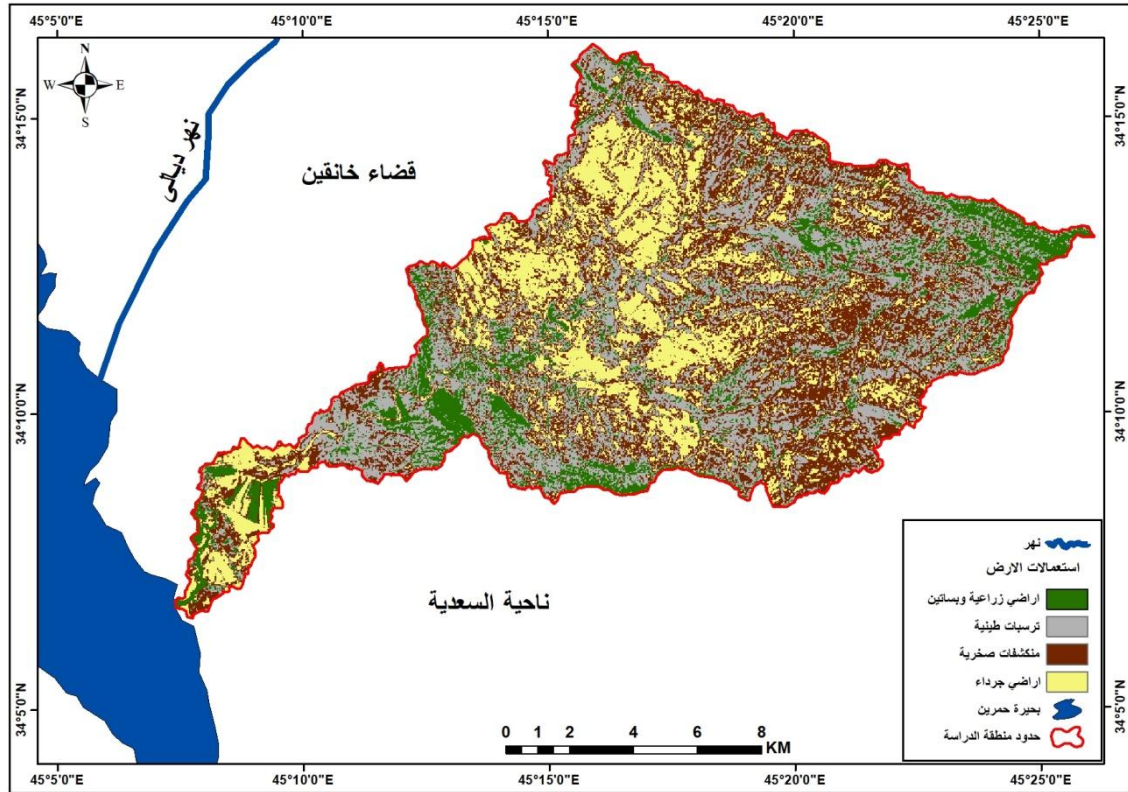 45°5'0"E
45°10'0"E
45°15'0"E
45°20'0"E
45°25'0"E
N
W E
S
34°15'0"N
34°15'0"N
نهر ديالى
قضاء خانقين
34°10'0"N
34°10'0"N
ناحية السعدية
نهر
استعمالات الارض
اراضي زراعية وبساتين
ترسبات طينية
منكشفات صخرية
اراضي جرداء
بحيرة حمرين
حدود منطقة الدراسة
34°5'0"N
34°5'0"N
0 1 2 4 6 8
KM
45°5'0"E
45°10'0"E
45°15'0"E
45°20'0"E
45°25'0"E